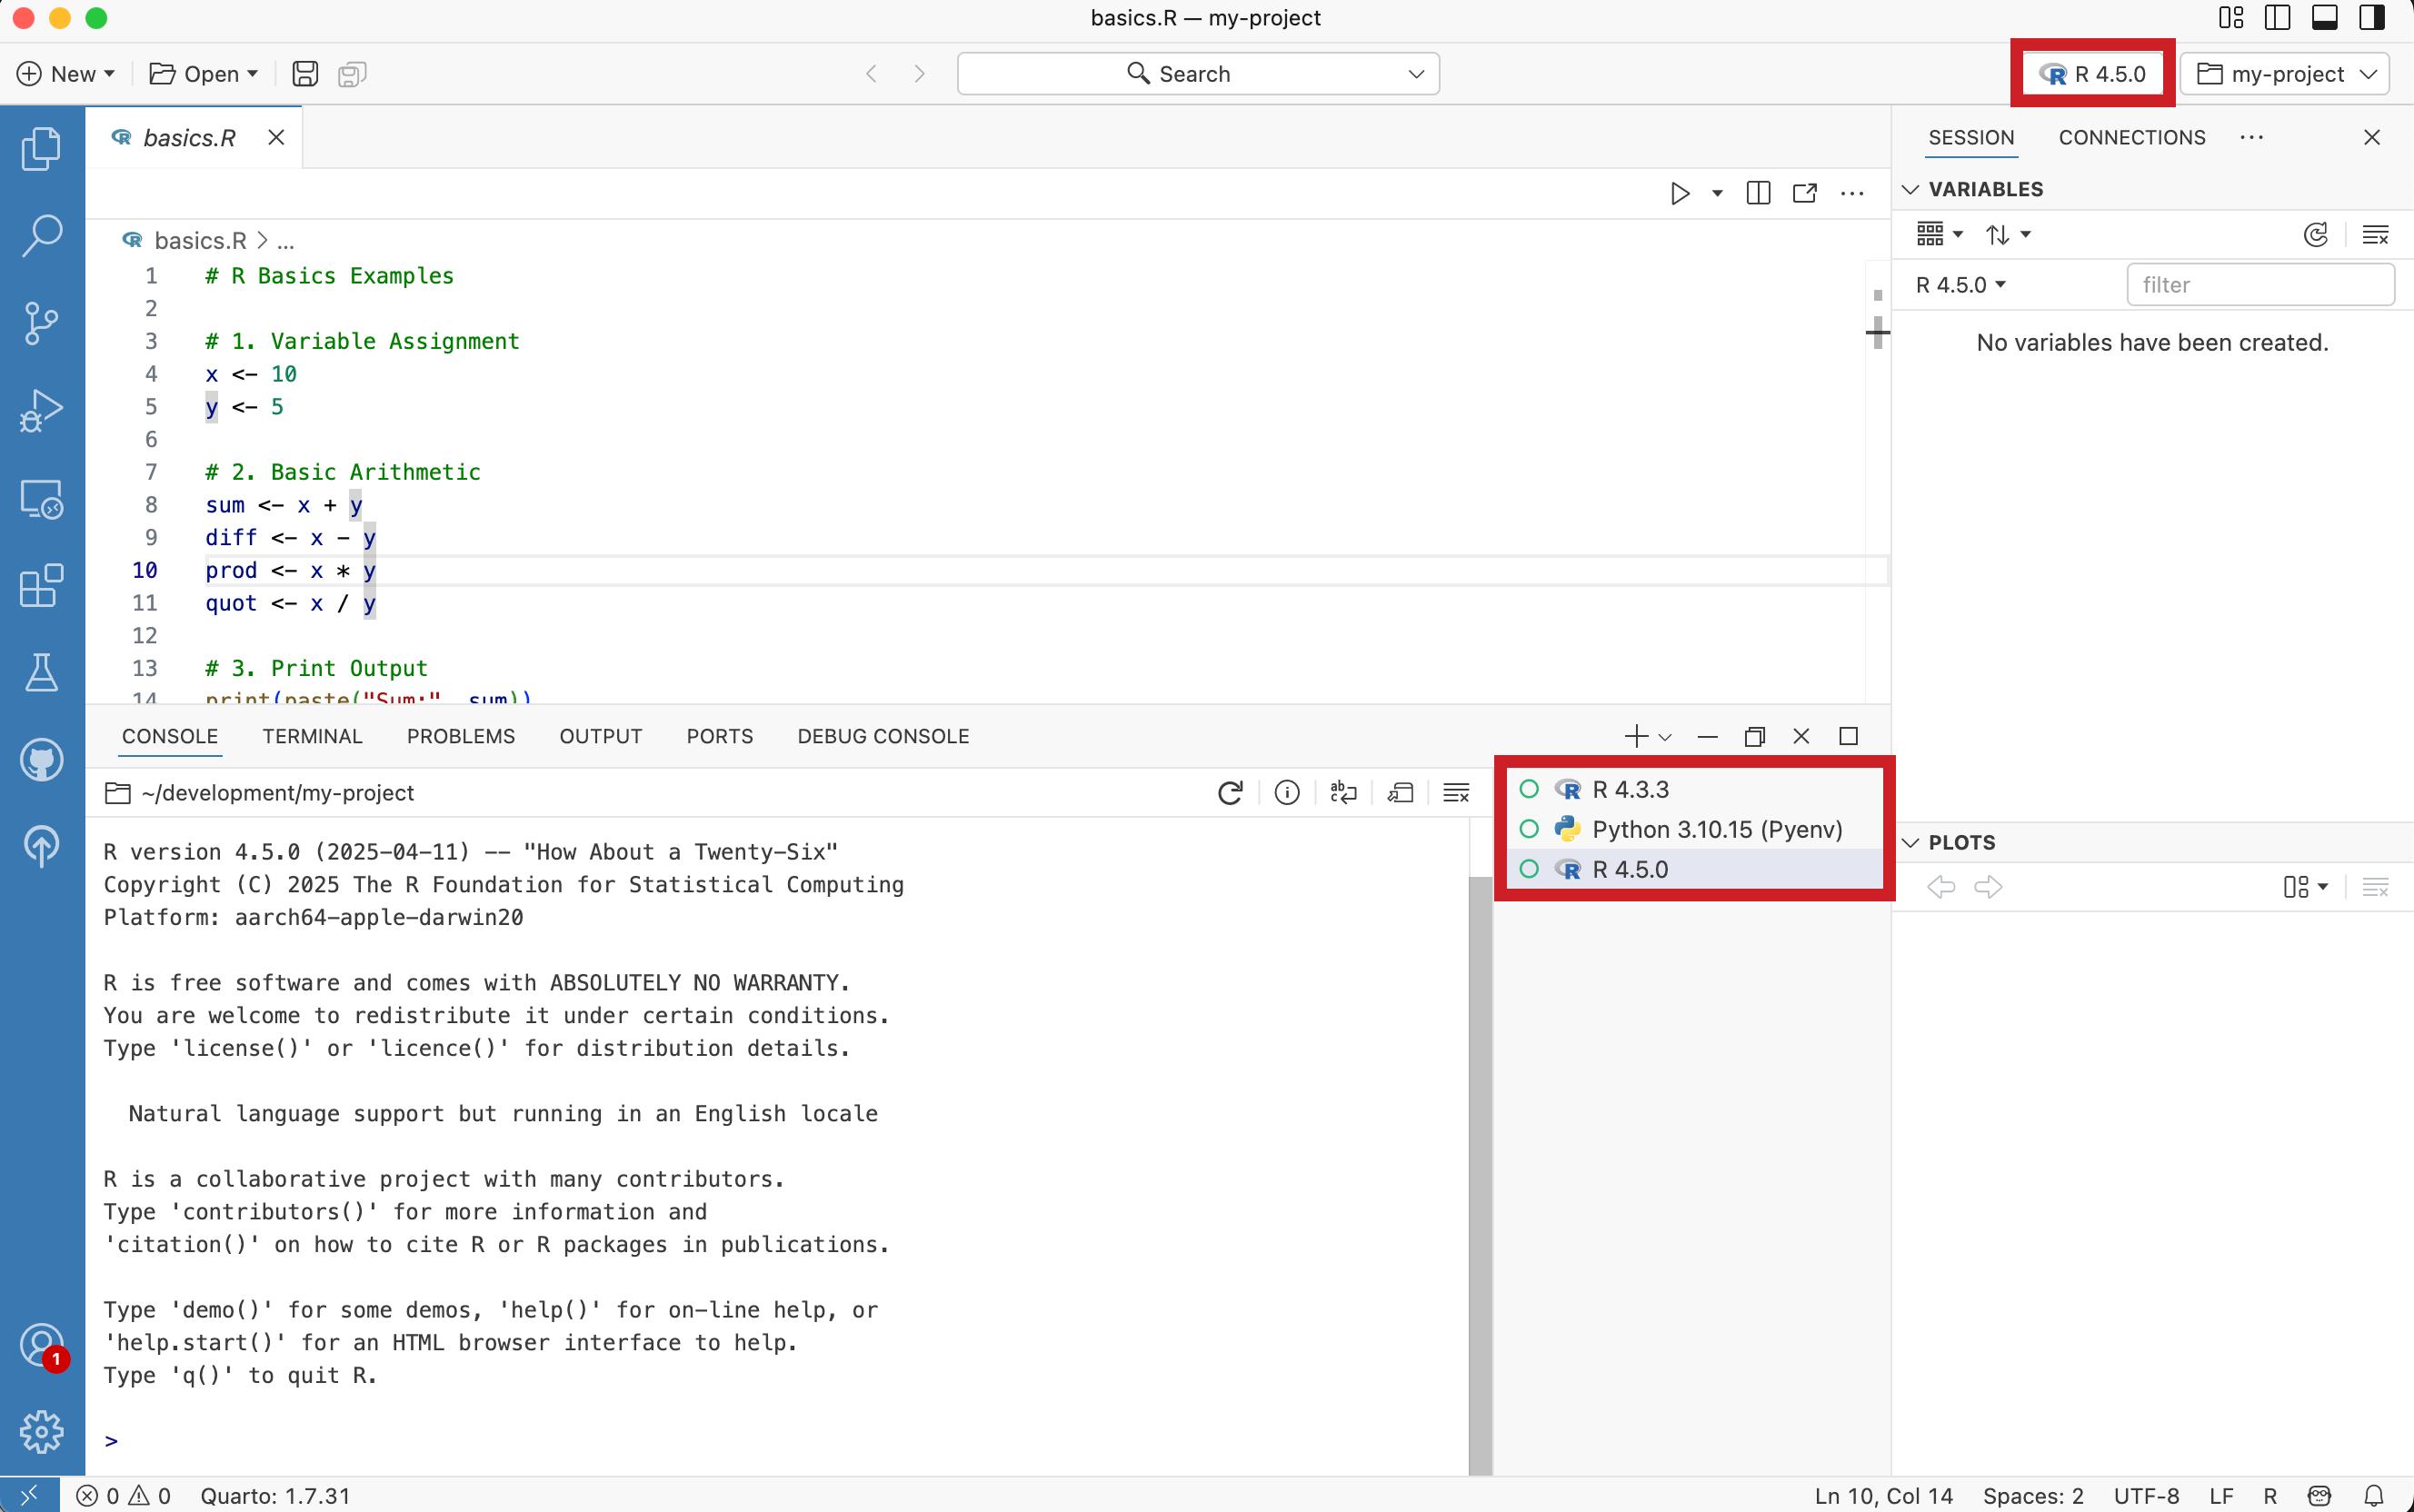 basics.R — my-project
New
Open
Search
R 4.5.0
my-project
basics.R
basics.R > ...
1 # R Basics Examples
2
3 # 1. Variable Assignment
4 x <- 10
5 y <- 5
6
7 # 2. Basic Arithmetic
8 sum <- x + y
9 diff <- x - y
10 prod <- x * y
11 quot <- x / y
12
13 # 3. Print Output
14 print(paste("Sum:", sum))
SESSION CONNECTIONS ...
VARIABLES
R 4.5.0
filter
No variables have been created.
CONSOLE TERMINAL PROBLEMS OUTPUT PORTS DEBUG CONSOLE
~/development/my-project
R 4.3.3
Python 3.10.15 (Pyenv)
R 4.5.0
R version 4.5.0 (2025-04-11) -- "How About a Twenty-Six"
Copyright (C) 2025 The R Foundation for Statistical Computing
Platform: aarch64-apple-darwin20
R is free software and comes with ABSOLUTELY NO WARRANTY.
You are welcome to redistribute it under certain conditions.
Type 'license()' or 'licence()' for distribution details.
Natural language support but running in an English locale
R is a collaborative project with many contributors.
Type 'contributors()' for more information and
'citation()' on how to cite R or R packages in publications.
Type 'demo()' for some demos, 'help()' for on-line help, or
'help.start()' for an HTML browser interface to help.
Type 'q()' to quit R.
>
PLOTS
1
0 0 Quarto: 1.7.31
Ln 10, Col 14 Spaces: 2 UTF-8 LF R